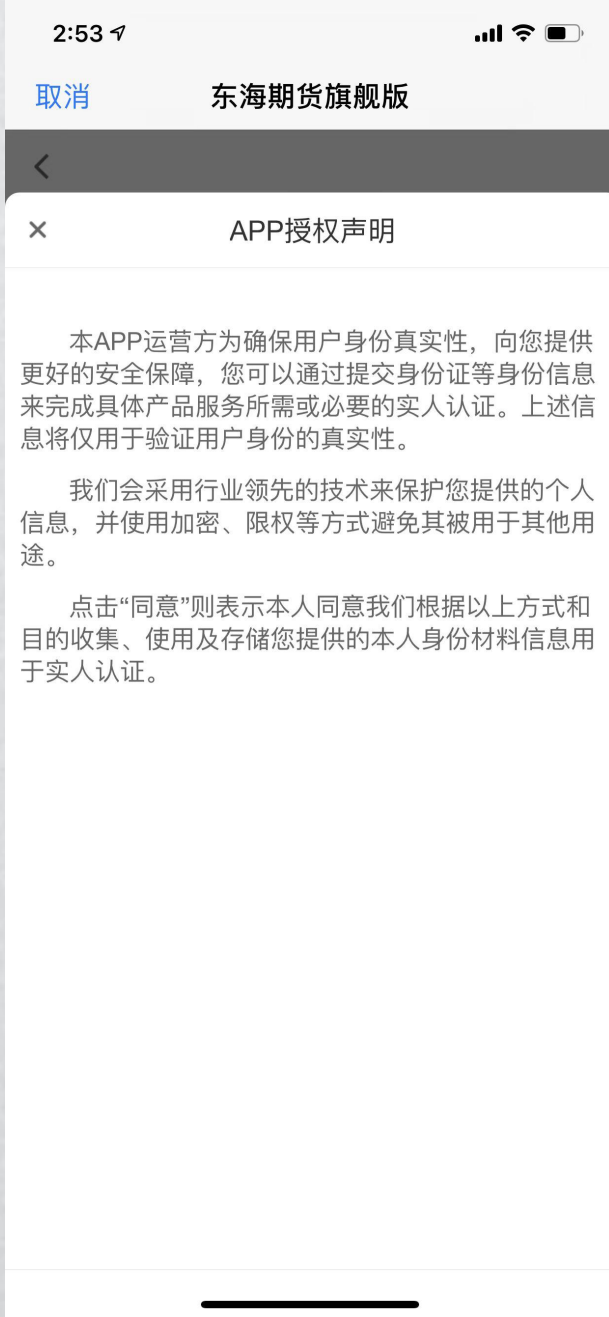 2:53
取消
东海期货旗舰版
APP授权声明
本APP运营方为确保用户身份真实性，向您提供
更好的安全保障，您可以通过提交身份证等身份信息
来完成具体产品服务所需或必要的实人认证。上述信
息将仅用于验证用户身份的真实性。
我们会采用行业领先的技术来保护您提供的个人
信息，并使用加密、限权等方式避免其被用于其他用
途。
点击“同意”则表示本人同意我们根据以上方式和
目的收集、使用及存储您提供的本人身份材料信息用
于实人认证。